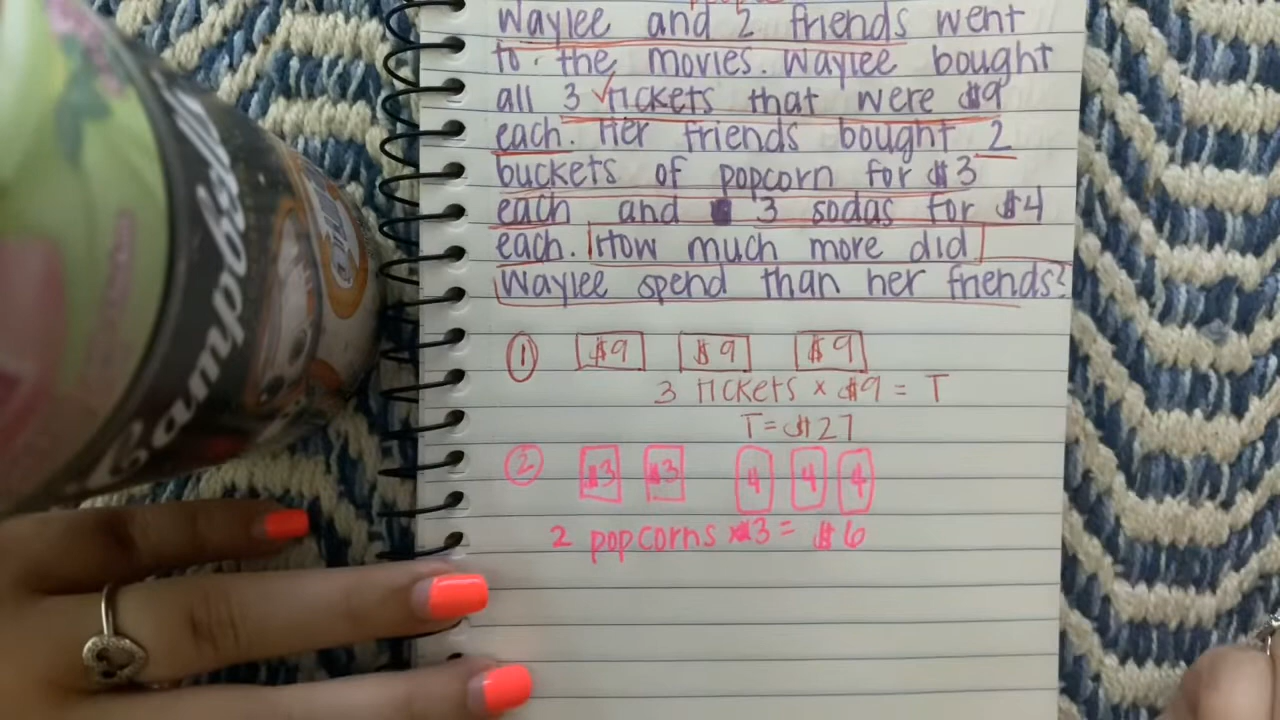 people
Waylee and 2 friends went
to the movies. Waylee bought
all 3 tickets that were $9
each. Her friends bought 2
buckets of popcorn for $3
each and 3 sodas for $4
each. How much more did
Waylee spend than her friends?
① $9 $9 $9
3 tickets × $9 = T
T = $27
② $3 $3 4 4 4
2 popcorns × 3 = $6